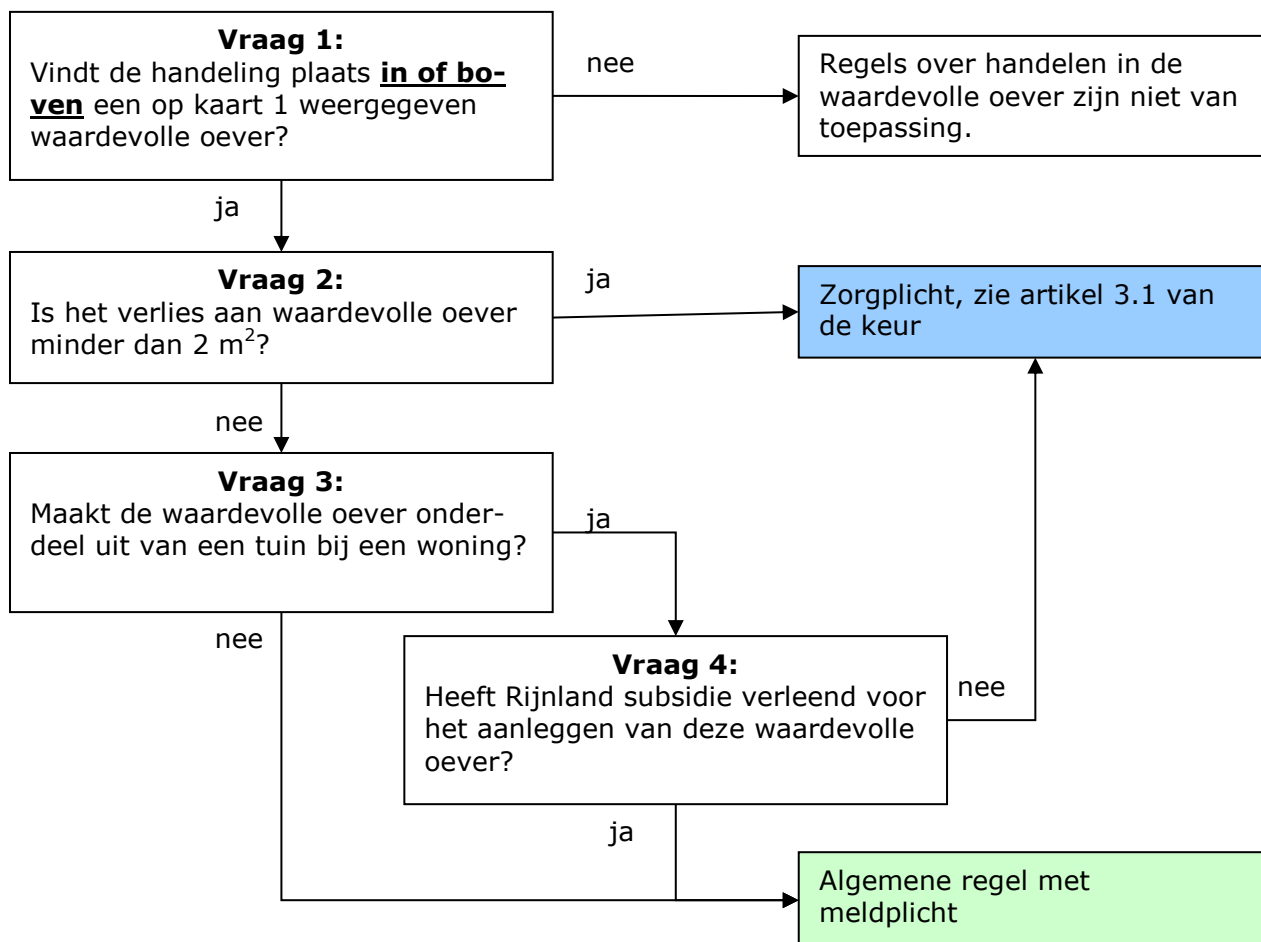 Vraag 1:
Vindt de handeling plaats in of bo-
ven een op kaart 1 weergegeven
waardevolle oever?
nee
Regels over handelen in de
waardevolle oever zijn niet van
toepassing.
ja
Vraag 2:
Is het verlies aan waardevolle oever
minder dan 2 m²?
ja
Zorgplicht, zie artikel 3.1 van
de keur
nee
Vraag 3:
Maakt de waardevolle oever onder-
deel uit van een tuin bij een woning?
ja
nee
Vraag 4:
Heeft Rijnland subsidie verleend voor
het aanleggen van deze waardevolle
oever?
nee
ja
Algemene regel met
meldplicht